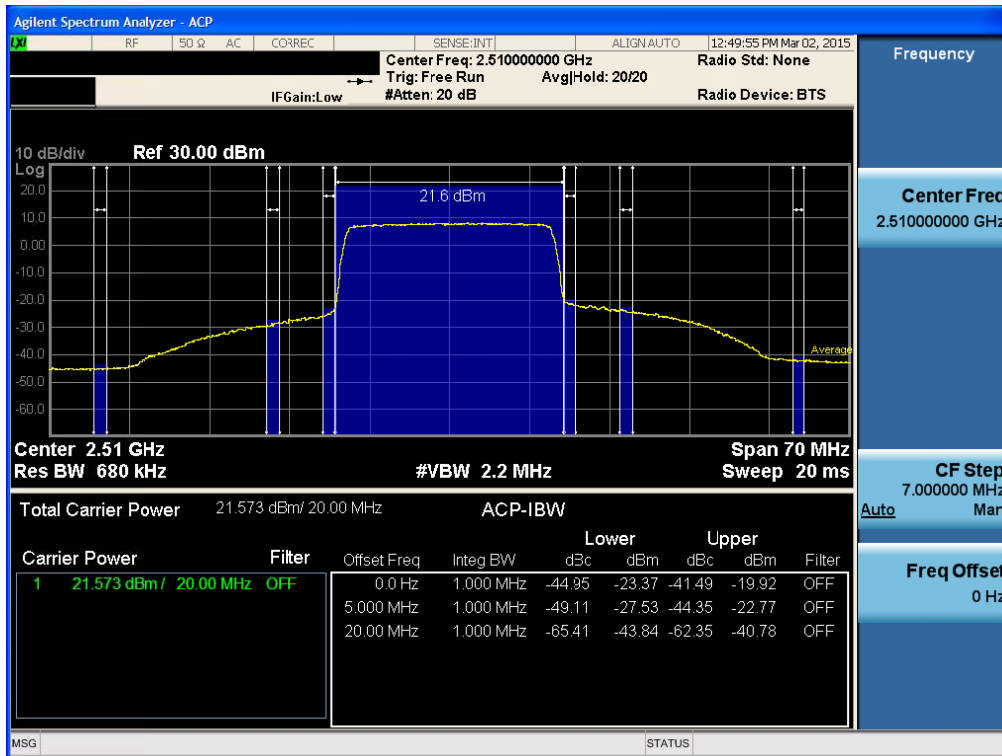 Agilent Spectrum Analyzer - ACP
LXI RF 50 Ω AC CORREC SENSE:INT ALIGN AUTO 12:49:55 PM Mar 02, 2015
Center Freq: 2.510000000 GHz Radio Std: None
Trig: Free Run Avg|Hold: 20/20
IFGain:Low #Atten: 20 dB Radio Device: BTS
10 dB/div Ref 30.00 dBm
Log
20.0
10.0
0.00
-10.0
-20.0
-30.0
-40.0
-50.0
-60.0
21.6 dBm
Average
Center 2.51 GHz Span 70 MHz
Res BW 680 kHz #VBW 2.2 MHz Sweep 20 ms
Total Carrier Power 21.573 dBm/ 20.00 MHz ACP-IBW
Lower Upper
Carrier Power Filter Offset Freq Integ BW dBc dBm dBc dBm Filter
1 21.573 dBm / 20.00 MHz OFF 0.0 Hz 1.000 MHz -44.95 -23.37 -41.49 -19.92 OFF
5.000 MHz 1.000 MHz -49.11 -27.53 -44.35 -22.77 OFF
20.00 MHz 1.000 MHz -65.41 -43.84 -62.35 -40.78 OFF
MSG STATUS
Frequency
Center Freq
2.510000000 GHz
CF Step
7.000000 MHz
Auto Man
Freq Offset
0 Hz